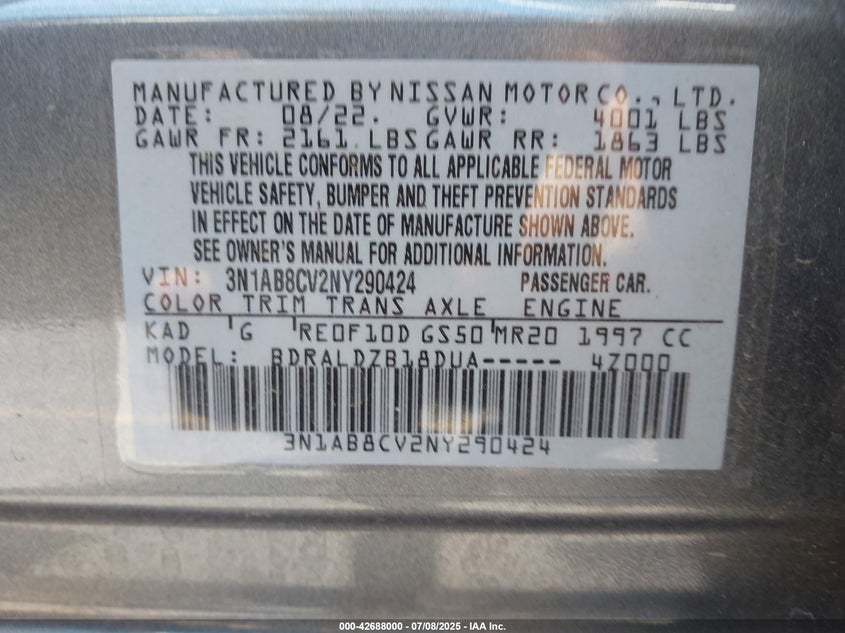 MANUFACTURED BY NISSAN MOTOR CO., LTD.
DATE: 08/22. GVWR: 4001 LBS
GAWR FR: 2161 LBS GAWR RR: 1863 LBS
THIS VEHICLE CONFORMS TO ALL APPLICABLE FEDERAL MOTOR
VEHICLE SAFETY, BUMPER AND THEFT PREVENTION STANDARDS
IN EFFECT ON THE DATE OF MANUFACTURE SHOWN ABOVE.
SEE OWNER'S MANUAL FOR ADDITIONAL INFORMATION.
VIN: 3N1AB8CV2NY290424 PASSENGER CAR.
COLOR TRIM TRANS AXLE ENGINE
KAD G RE0F10D GS50 MR20 1997 CC
MODEL: BDRALDZB18DUA----- 4Z000
3N1AB8CV2NY290424
000-42688000 / 07/08/2025 - IAA Inc.